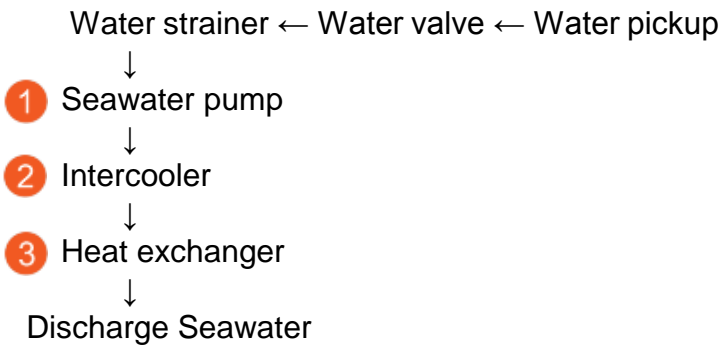 Water strainer ← Water valve ← Water pickup
↓
1 Seawater pump
↓
2 Intercooler
↓
3 Heat exchanger
↓
Discharge Seawater